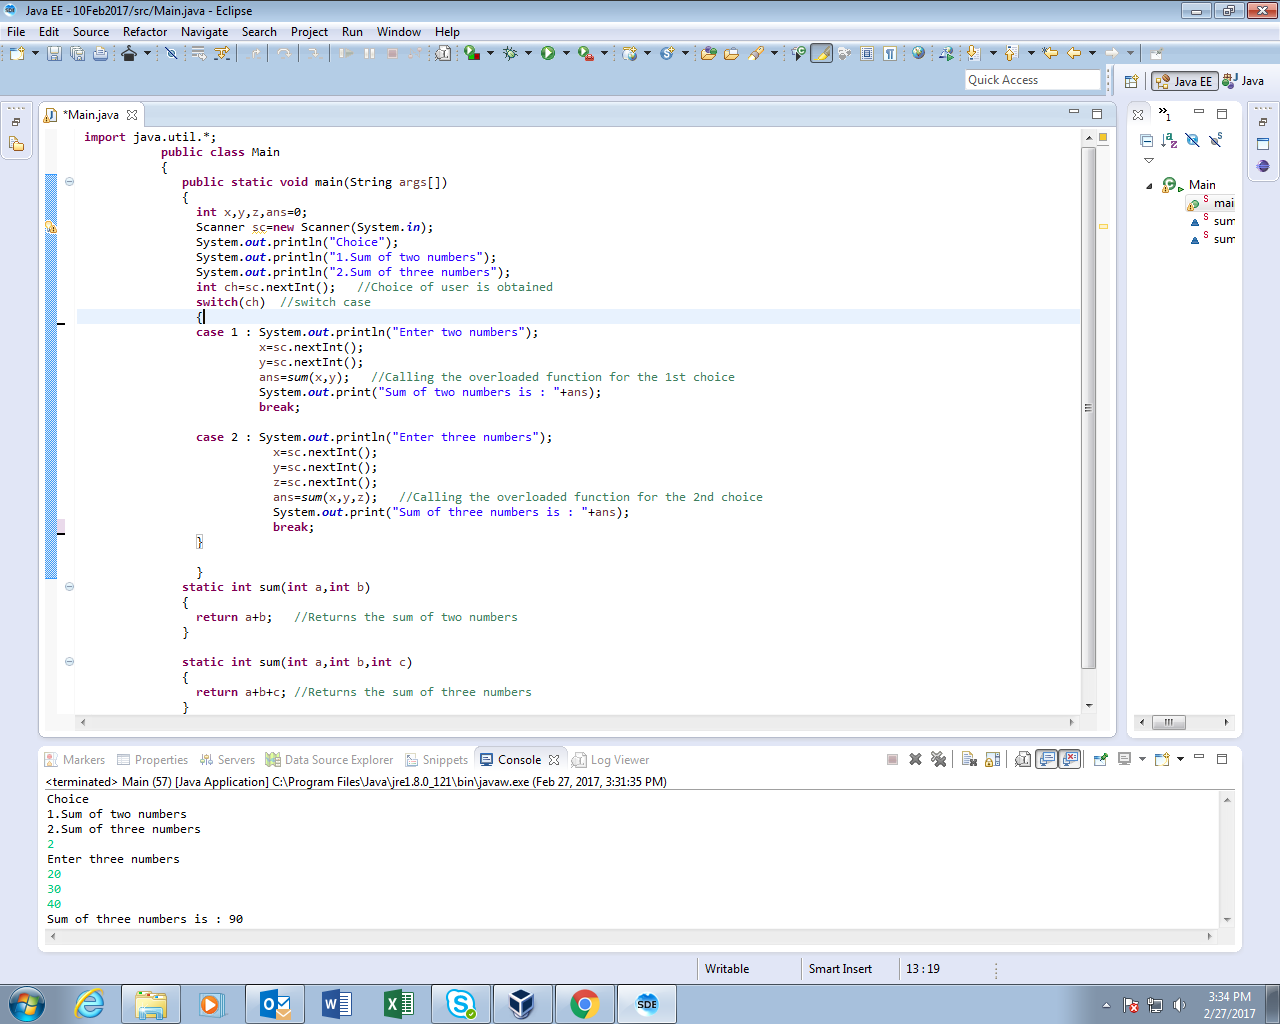 Java EE - 10Feb2017/src/Main.java - Eclipse
File Edit Source Refactor Navigate Search Project Run Window Help
Quick Access
Java EE
Java
*Main.java
import java.util.*;
public class Main
{
public static void main(String args[])
{
int x,y,z,ans=0;
Scanner sc=new Scanner(System.in);
System.out.println("Choice");
System.out.println("1.Sum of two numbers");
System.out.println("2.Sum of three numbers");
int ch=sc.nextInt();   //Choice of user is obtained
switch(ch)  //switch case
{
case 1 : System.out.println("Enter two numbers");
x=sc.nextInt();
y=sc.nextInt();
ans=sum(x,y);   //Calling the overloaded function for the 1st choice
System.out.print("Sum of two numbers is : "+ans);
break;
case 2 : System.out.println("Enter three numbers");
x=sc.nextInt();
y=sc.nextInt();
z=sc.nextInt();
ans=sum(x,y,z);   //Calling the overloaded function for the 2nd choice
System.out.print("Sum of three numbers is : "+ans);
break;
}
}
static int sum(int a,int b)
{
return a+b;   //Returns the sum of two numbers
}
static int sum(int a,int b,int c)
{
return a+b+c; //Returns the sum of three numbers
}
1
Main
mai
sum
sum
Markers Properties Servers Data Source Explorer Snippets Console Log Viewer
<terminated> Main (57) [Java Application] C:\Program Files\Java\jre1.8.0_121\bin\javaw.exe (Feb 27, 2017, 3:31:35 PM)
Choice
1.Sum of two numbers
2.Sum of three numbers
2
Enter three numbers
20
30
40
Sum of three numbers is : 90
Writable
Smart Insert
13 : 19
SDE
3:34 PM
2/27/2017